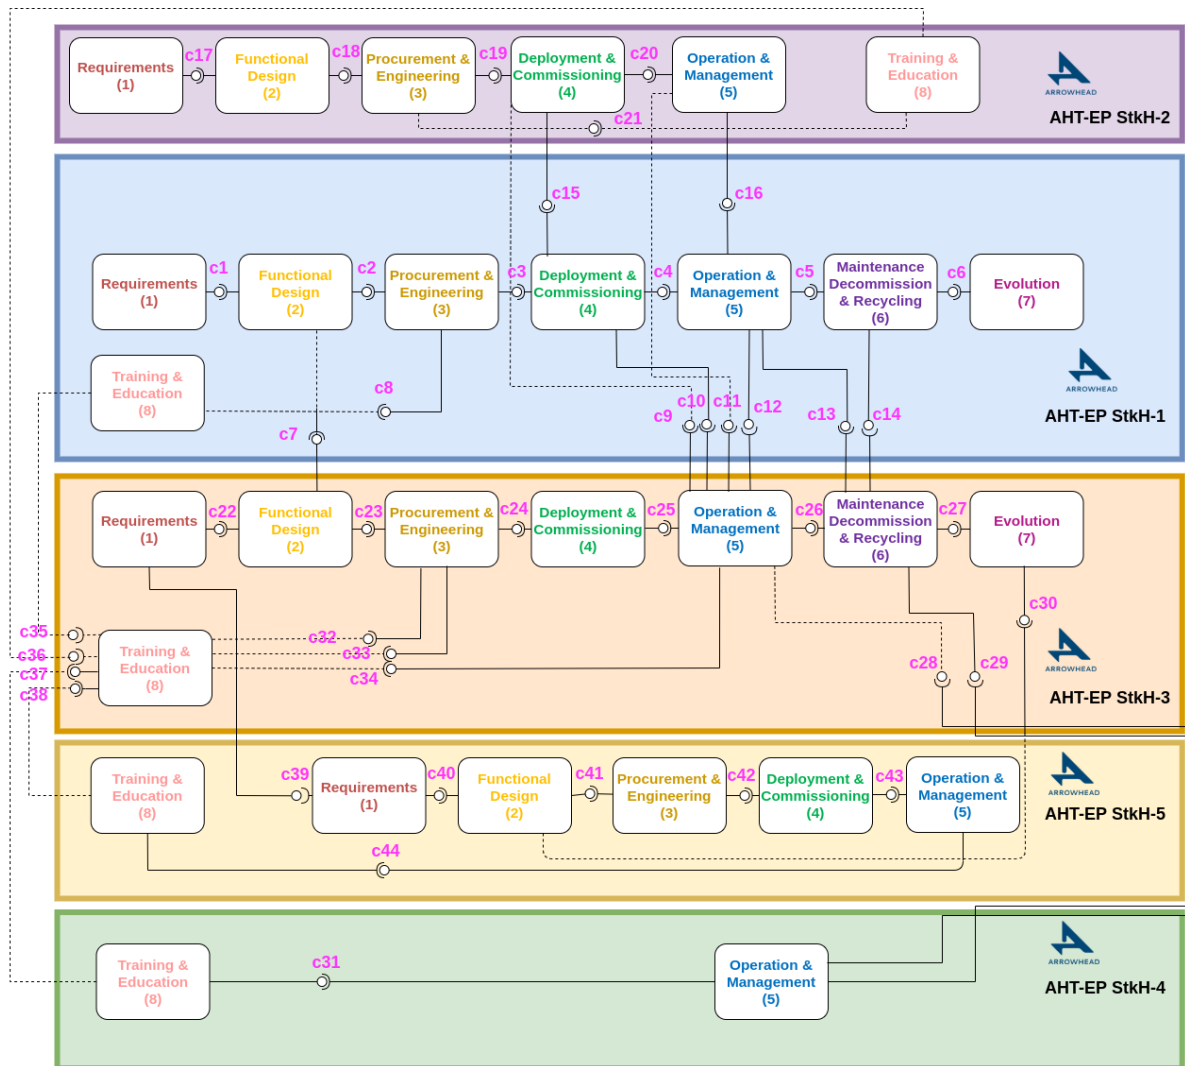 c17
c18
c19
c20
Requirements
(1)
Functional
Design
(2)
Procurement &
Engineering
(3)
Deployment &
Commissioning
(4)
Operation &
Management
(5)
Training &
Education
(8)
ARROWHEAD
AHT-EP StkH-2
c21
c15
c16
c1
c2
c3
c4
c5
c6
Requirements
(1)
Functional
Design
(2)
Procurement &
Engineering
(3)
Deployment &
Commissioning
(4)
Operation &
Management
(5)
Maintenance
Decommission
& Recycling
(6)
Evolution
(7)
Training &
Education
(8)
c8
c7
c9
c10
c11
c12
c13
c14
ARROWHEAD
AHT-EP StkH-1
c22
c23
c24
c25
c26
c27
Requirements
(1)
Functional
Design
(2)
Procurement &
Engineering
(3)
Deployment &
Commissioning
(4)
Operation &
Management
(5)
Maintenance
Decommission
& Recycling
(6)
Evolution
(7)
c30
c35
c36
c37
c38
Training &
Education
(8)
c32
c33
c34
c28
c29
ARROWHEAD
AHT-EP StkH-3
Training &
Education
(8)
c39
c40
c41
c42
c43
Requirements
(1)
Functional
Design
(2)
Procurement &
Engineering
(3)
Deployment &
Commissioning
(4)
Operation &
Management
(5)
ARROWHEAD
AHT-EP StkH-5
c44
Training &
Education
(8)
c31
Operation &
Management
(5)
ARROWHEAD
AHT-EP StkH-4